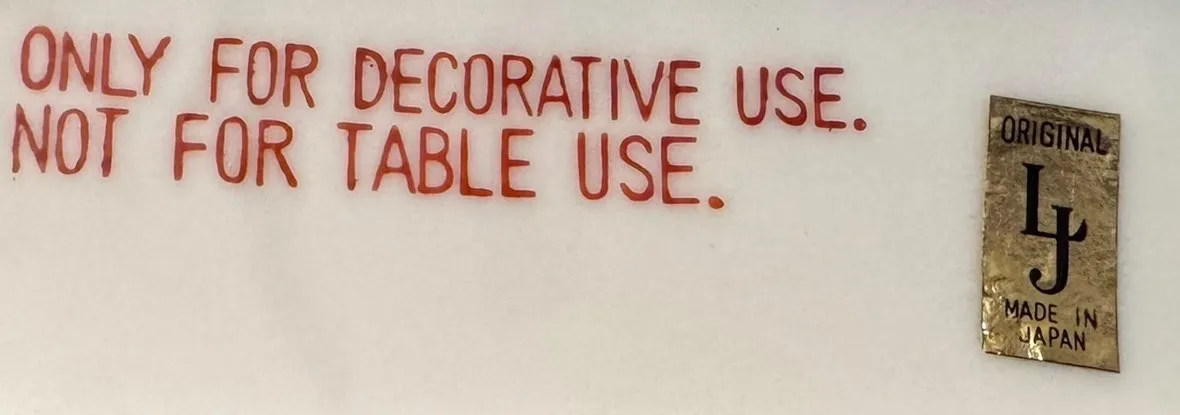 ONLY FOR DECORATIVE USE.
NOT FOR TABLE USE.
ORIGINAL
LJ
MADE IN
JAPAN